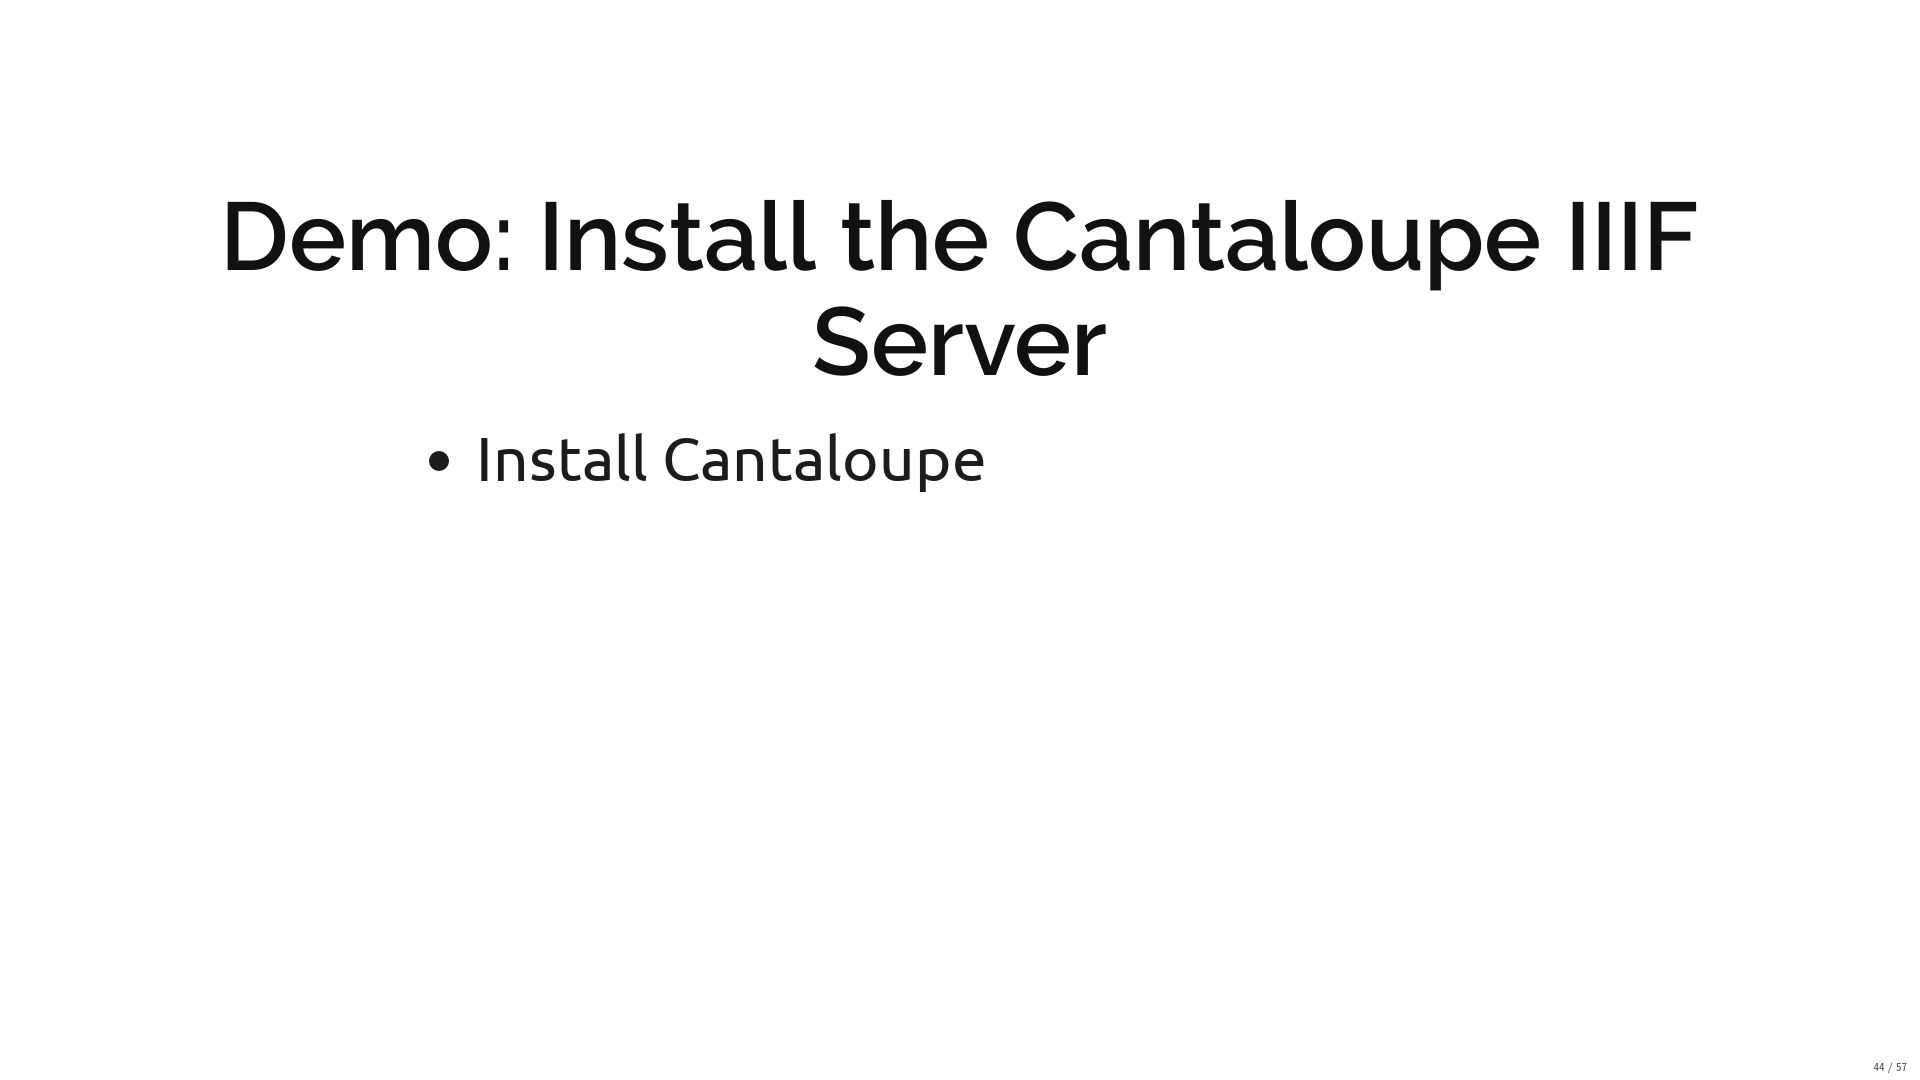 Demo: Install the Cantaloupe IIIF
Server
• Install Cantaloupe
44 / 57